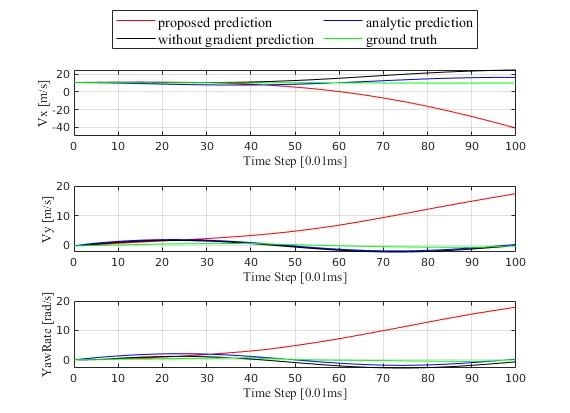 proposed prediction analytic prediction
without gradient prediction ground truth
Vx [m/s]
20
0
-20
-40
0 10 20 30 40 50 60 70 80 90 100
Time Step [0.01ms]
Vy [m/s]
20
10
0
0 10 20 30 40 50 60 70 80 90 100
Time Step [0.01ms]
YawRate [rad/s]
20
10
0
0 10 20 30 40 50 60 70 80 90 100
Time Step [0.01ms]